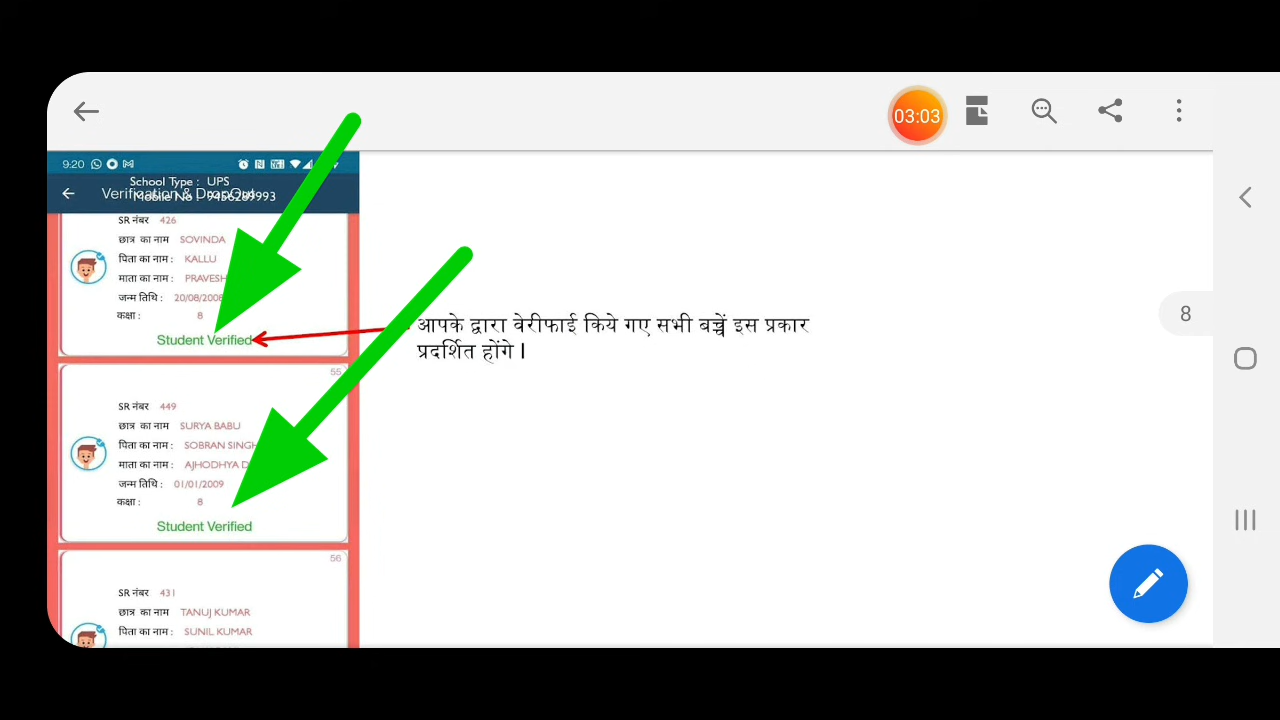 03:03
9:20
School Type : UPS
Verification & DropOut
Mobile No : 9456289993
SR नंबर 426
छात्र का नाम SOVINDA
पिता का नाम : KALLU
माता का नाम : PRAVESH
जन्म तिथि : 20/08/2008
कक्षा : 8
Student Verified
आपके द्वारा वेरीफाई किये गए सभी बच्चें इस प्रकार
प्रदर्शित होंगे |
8
55
SR नंबर 449
छात्र का नाम SURYA BABU
पिता का नाम : SOBRAN SINGH
माता का नाम : AJHODHYA D
जन्म तिथि : 01/01/2009
कक्षा : 8
Student Verified
56
SR नंबर 431
छात्र का नाम TANUJ KUMAR
पिता का नाम : SUNIL KUMAR